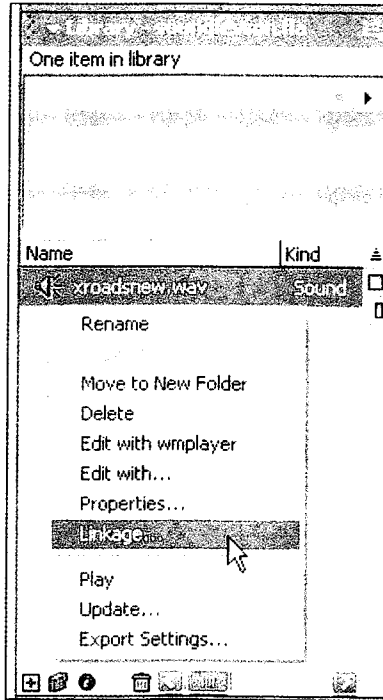 One item in library
Name Kind
xroadsnew.wav Sound
Rename
Move to New Folder
Delete
Edit with wmplayer
Edit with...
Properties...
Linkage...
Play
Update...
Export Settings...